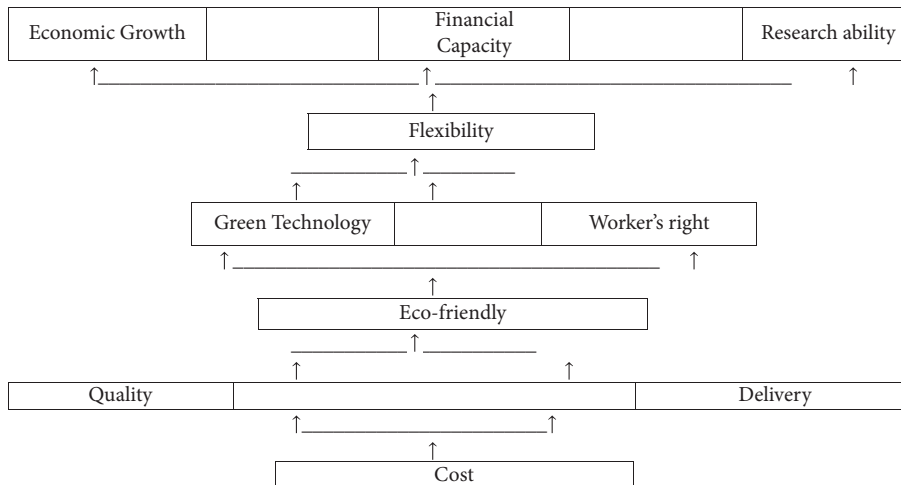 Economic Growth
Financial
Capacity
Research ability
Flexibility
Green Technology
Worker's right
Eco-friendly
Quality
Delivery
Cost